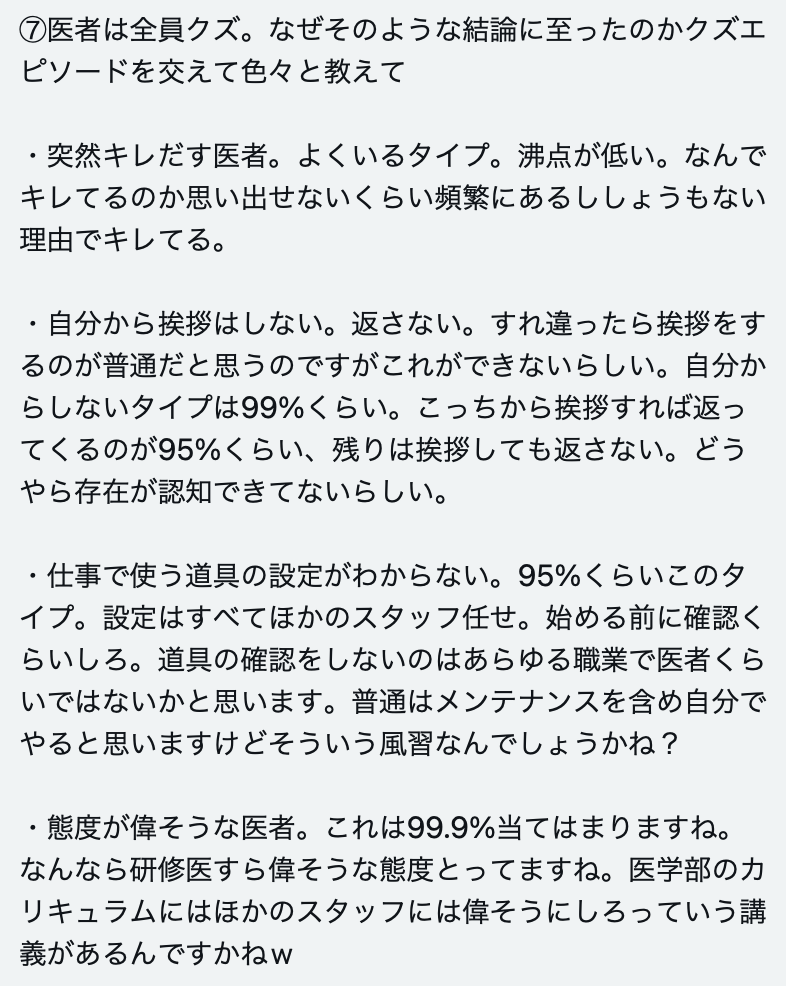 ⑦医者は全員クズ。なぜそのような結論に至ったのかクズエ
ピソードを交えて色々と教えて
・突然キレだす医者。よくいるタイプ。沸点が低い。なんで
キレてるのか思い出せないくらい頻繁にあるししょうもない
理由でキレてる。
・自分から挨拶はしない。返さない。すれ違ったら挨拶をす
るのが普通だと思うのですがこれができないらしい。自分か
らしないタイプは99%くらい。こっちから挨拶すれば返っ
てくるのが95%くらい、残りは挨拶しても返さない。どう
やら存在が認知できてないらしい。
・仕事で使う道具の設定がわからない。95%くらいこのタ
イプ。設定はすべてほかのスタッフ任せ。始める前に確認く
らいしろ。道具の確認をしないのはあらゆる職業で医者くら
いではないかと思います。普通はメンテナンスを含め自分で
やると思いますけどそういう風習なんでしょうかね？
・態度が偉そうな医者。これは99.9%当てはまりますね。
なんなら研修医すら偉そうな態度とってますね。医学部のカ
リキュラムにはほかのスタッフには偉そうにしろっていう講
義があるんですかねw